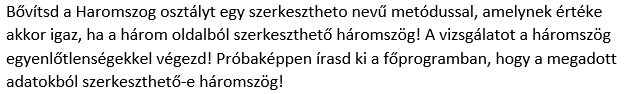 Bővítsd a Haromszog osztályt egy szerkesztheto nevű metódussal, amelynek értéke
akkor igaz, ha a három oldalból szerkeszthető háromszög! A vizsgálatot a háromszög
egyenlőtlenségekkel végezd! Próbaképpen írasd ki a főprogramban, hogy a megadott
adatokból szerkeszthető-e háromszög!